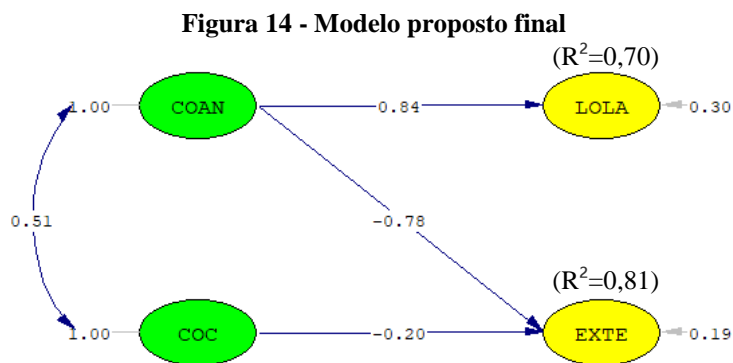 Figura 14 - Modelo proposto final
(R²=0,70)
1.00 COAN 0.84 LOLA 0.30
0.51 -0.78
(R²=0,81)
1.00 COC -0.20 EXTE 0.19